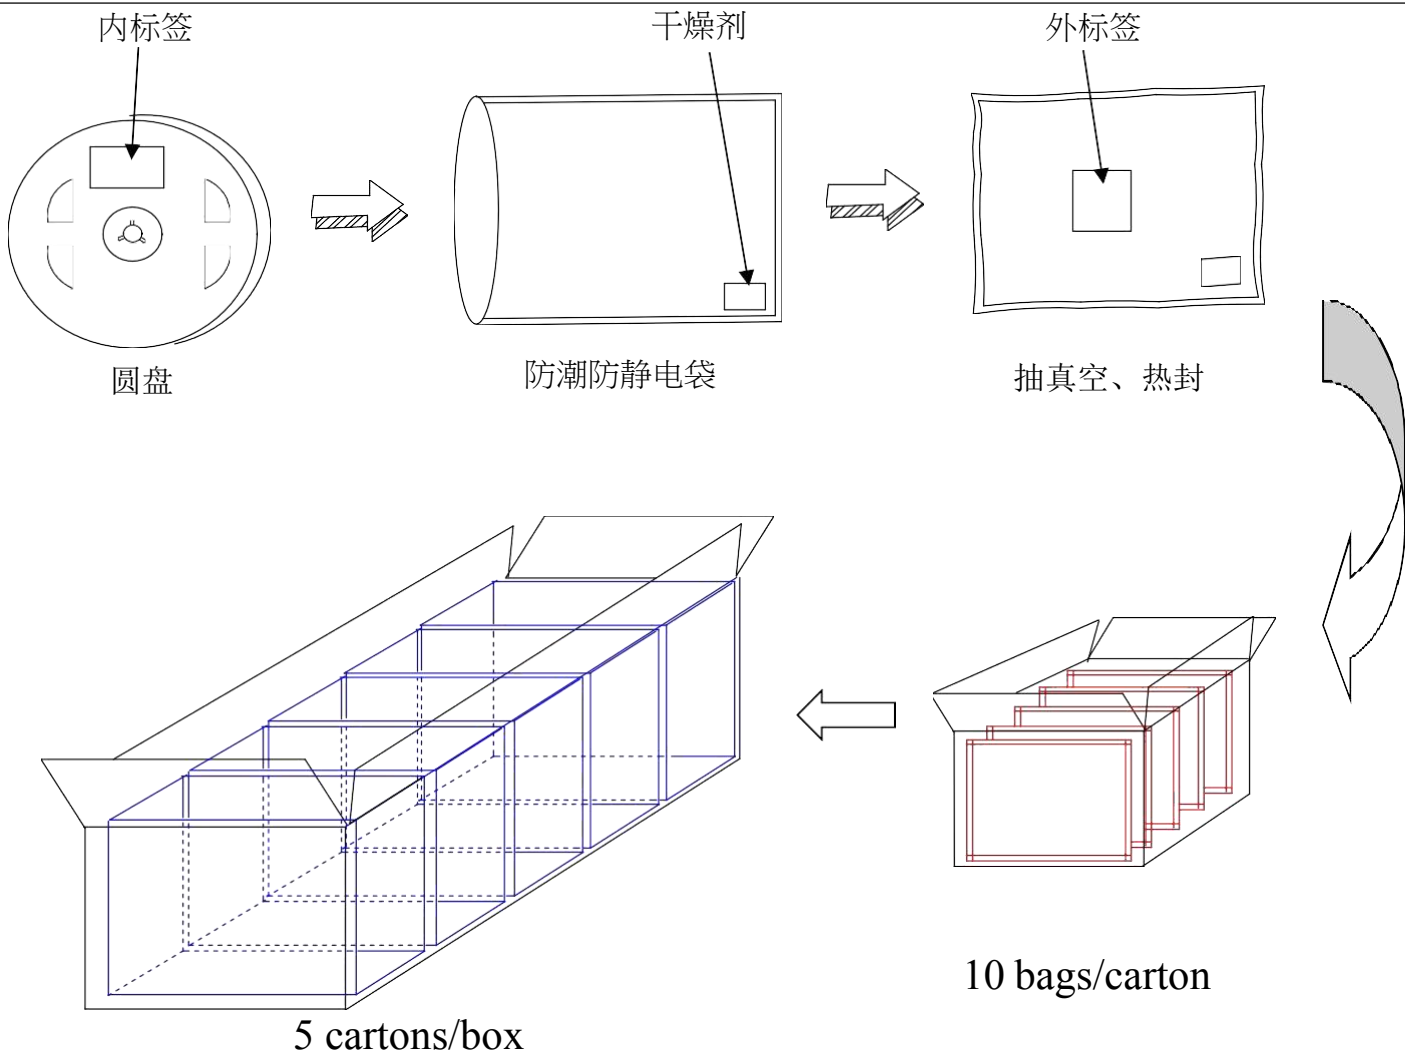 内标签
干燥剂
外标签
圆盘
防潮防静电袋
抽真空、热封
10 bags/carton
5 cartons/box